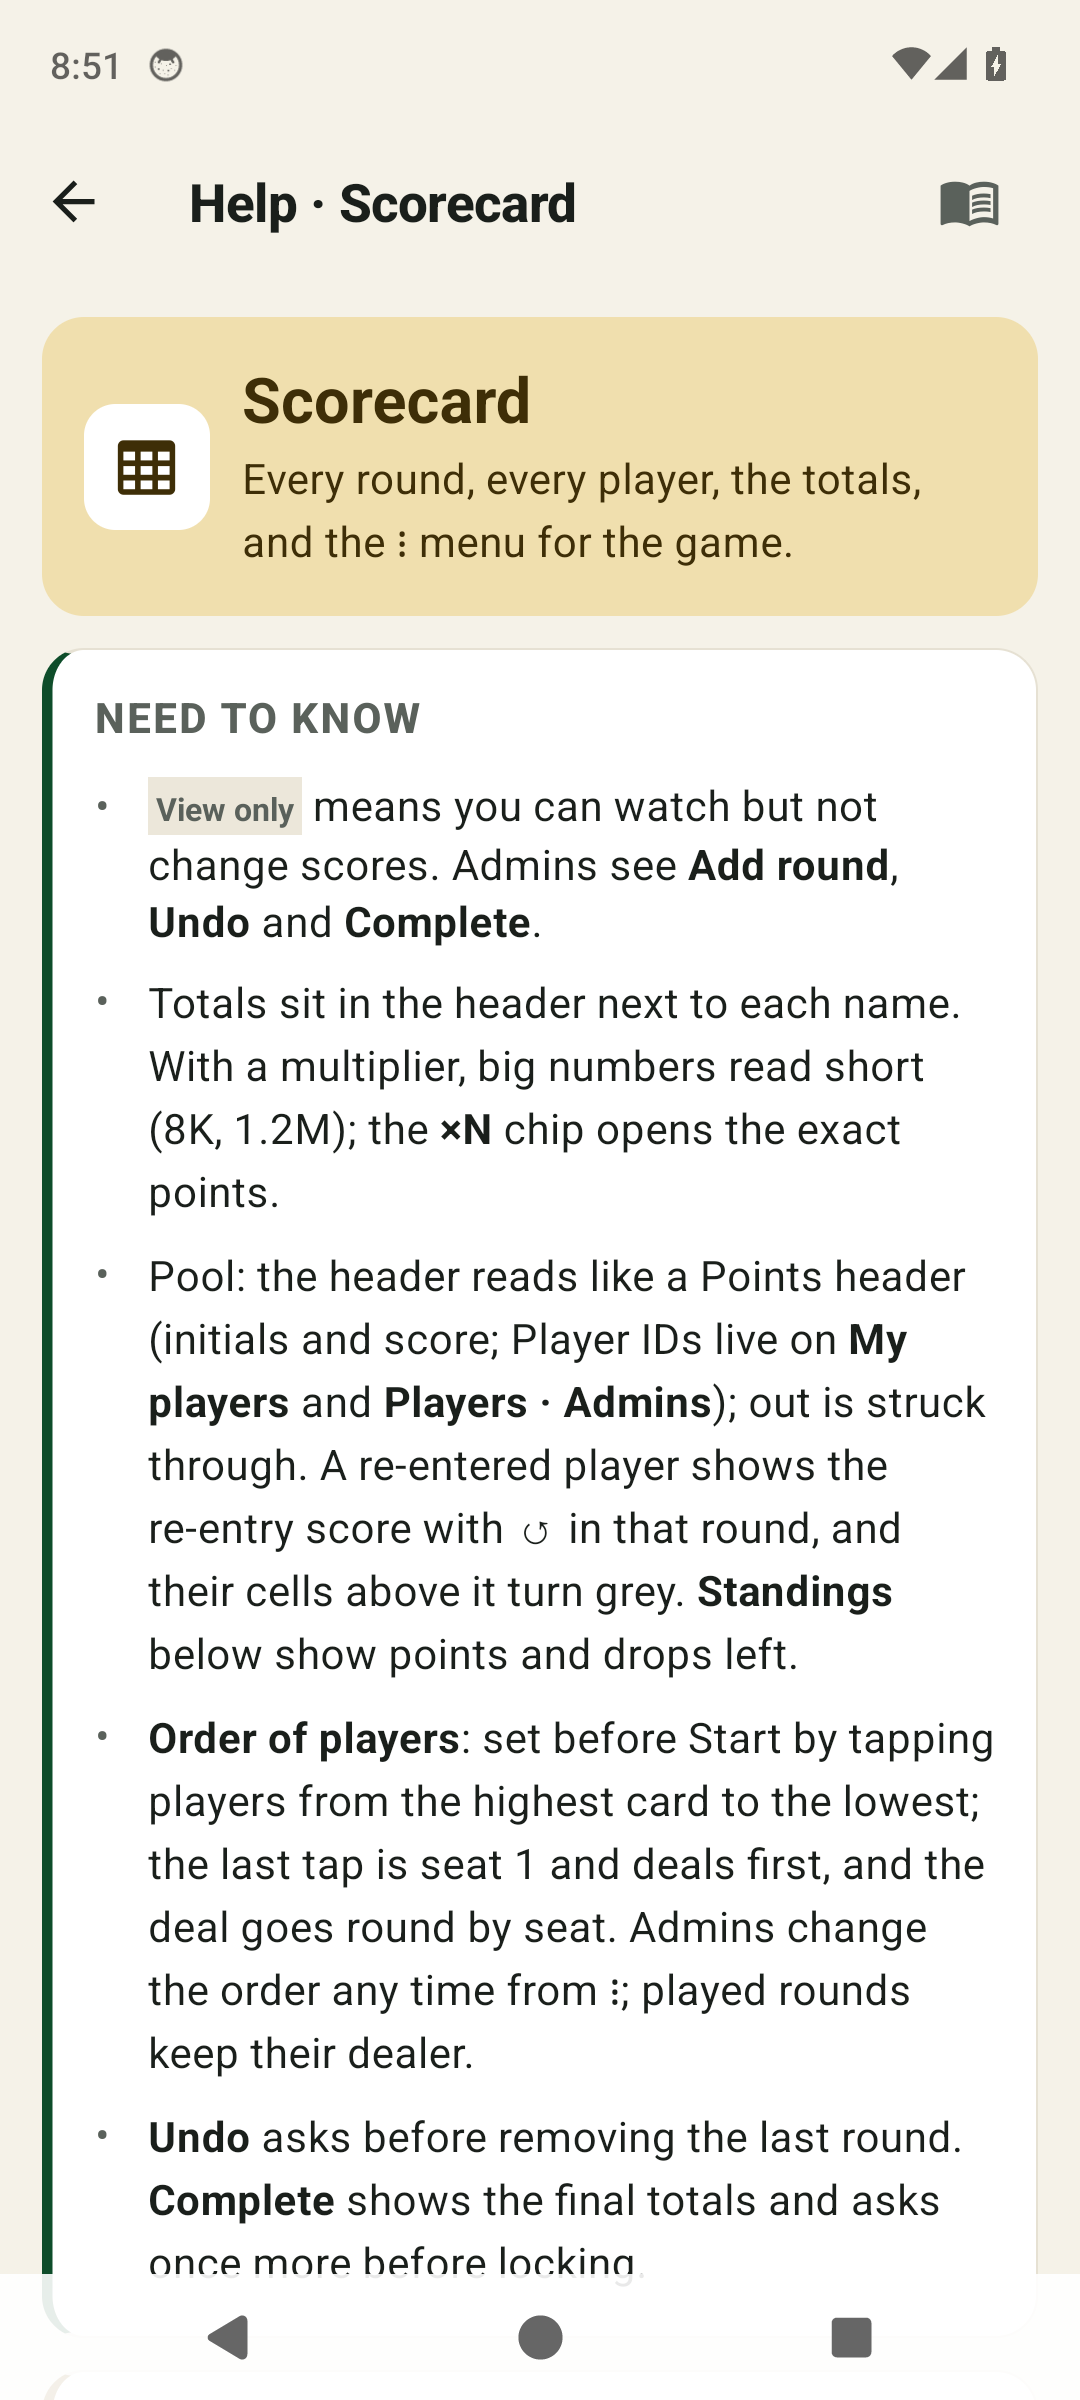 8:51
Help · Scorecard
Scorecard
Every round, every player, the totals,
and the ⋮ menu for the game.
NEED TO KNOW
• View only means you can watch but not
change scores. Admins see Add round,
Undo and Complete.
• Totals sit in the header next to each name.
With a multiplier, big numbers read short
(8K, 1.2M); the ×N chip opens the exact
points.
• Pool: the header reads like a Points header
(initials and score; Player IDs live on My
players and Players · Admins); out is struck
through. A re-entered player shows the
re-entry score with ↺ in that round, and
their cells above it turn grey. Standings
below show points and drops left.
• Order of players: set before Start by tapping
players from the highest card to the lowest;
the last tap is seat 1 and deals first, and the
deal goes round by seat. Admins change
the order any time from ⋮; played rounds
keep their dealer.
• Undo asks before removing the last round.
Complete shows the final totals and asks
once more before locking.